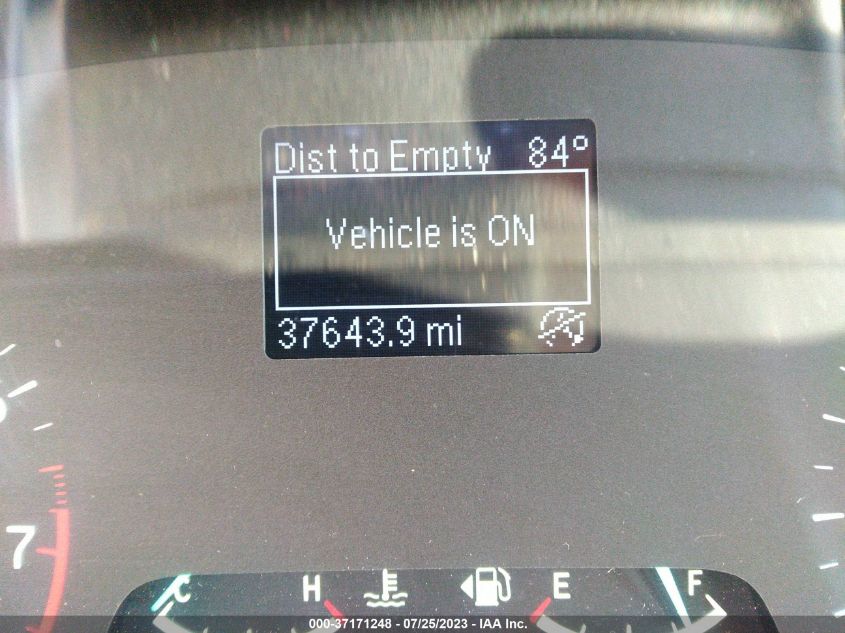 Dist to Empty 84°
Vehicle is ON
37643.9 mi
7
C H E F
000-37171248 - 07/25/2023 - IAA Inc.